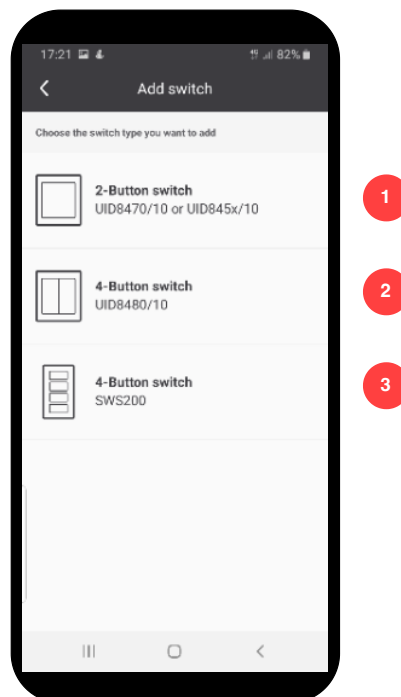 17:21 82%
Add switch
Choose the switch type you want to add
2-Button switch
UID8470/10 or UID845x/10
1
4-Button switch
UID8480/10
2
4-Button switch
SWS200
3